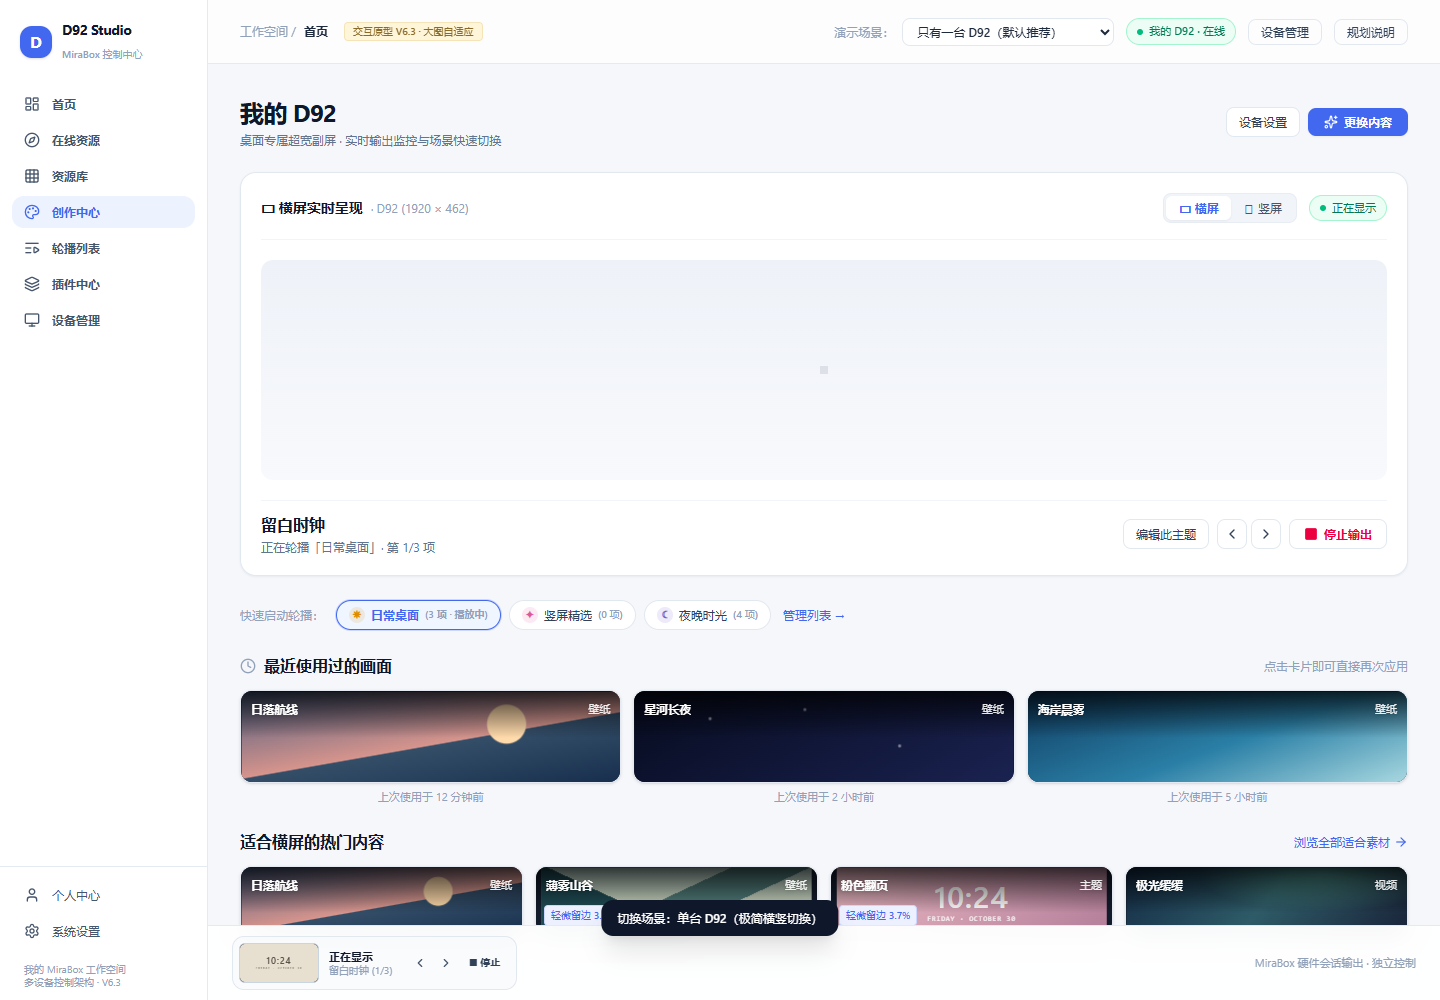 D
D92 Studio
MiraBox 控制中心
首页
在线资源
资源库
创作中心
轮播列表
插件中心
设备管理
个人中心
系统设置
我的 MiraBox 工作空间
多设备控制架构 · V6.3
工作空间 / 首页
交互原型 V6.3 · 大图自适应
演示场景：
只有一台 D92（默认推荐）
我的 D92 · 在线
设备管理
规划说明
我的 D92
桌面专属超宽副屏 · 实时输出监控与场景快速切换
设备设置
更换内容
横屏实时呈现 · D92 (1920 × 462)
横屏
竖屏
正在显示
留白时钟
正在轮播「日常桌面」 · 第 1/3 项
编辑此主题
停止输出
快速启动轮播：
日常桌面 (3 项 · 播放中)
竖屏精选 (0 项)
夜晚时光 (4 项)
管理列表 →
最近使用过的画面
点击卡片即可直接再次应用
日落航线 壁纸
星河长夜 壁纸
海岸晨雾 壁纸
上次使用于 12 分钟前
上次使用于 2 小时前
上次使用于 5 小时前
适合横屏的热门内容
浏览全部适合素材 →
日落航线 壁纸
薄雾山谷 壁纸
轻微留边 3.
粉色翻页 主题
轻微留边 3.7%
10:24
FRIDAY · OCTOBER 30
极光缓缓 视频
切换场景：单台 D92（极简横竖切换）
10:24
正在显示
留白时钟 (1/3)
停止
MiraBox 硬件会话输出 · 独立控制